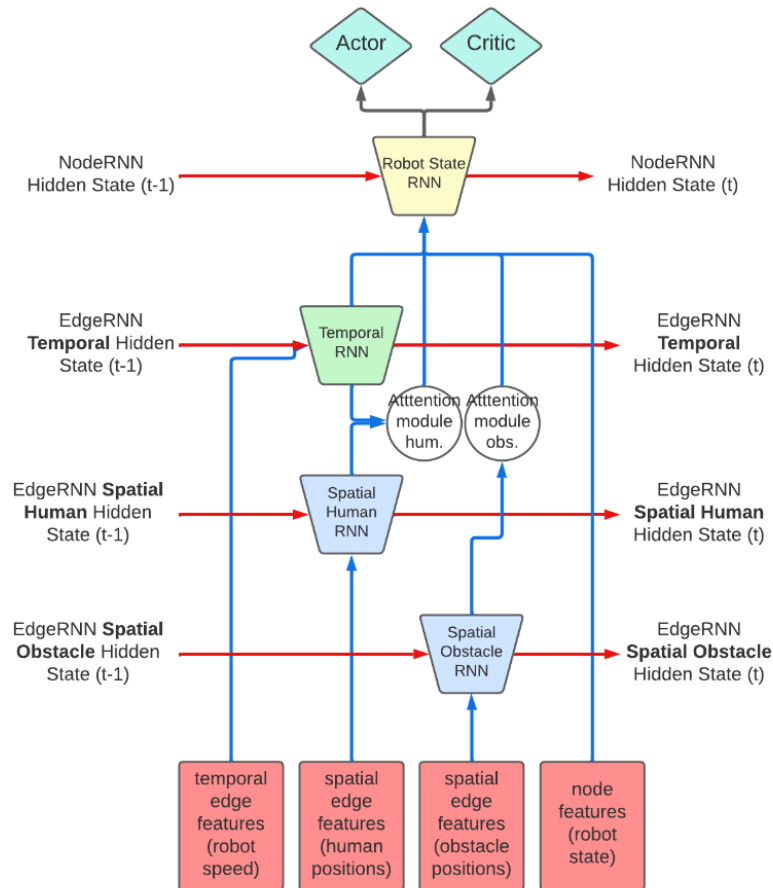 Actor
Critic
NodeRNN
Hidden State (t-1)
Robot State
RNN
NodeRNN
Hidden State (t)
EdgeRNN
Temporal Hidden
State (t-1)
Temporal
RNN
EdgeRNN
Temporal
Hidden State (t)
Atttention
module
hum.
Atttention
module
obs.
EdgeRNN Spatial
Human Hidden
State (t-1)
Spatial
Human
RNN
EdgeRNN
Spatial Human
Hidden State (t)
EdgeRNN Spatial
Obstacle Hidden
State (t-1)
Spatial
Obstacle
RNN
EdgeRNN
Spatial Obstacle
Hidden State (t)
temporal
edge
features
(robot
speed)
spatial
edge
features
(human
positions)
spatial
edge
features
(obstacle
positions)
node
features
(robot
state)